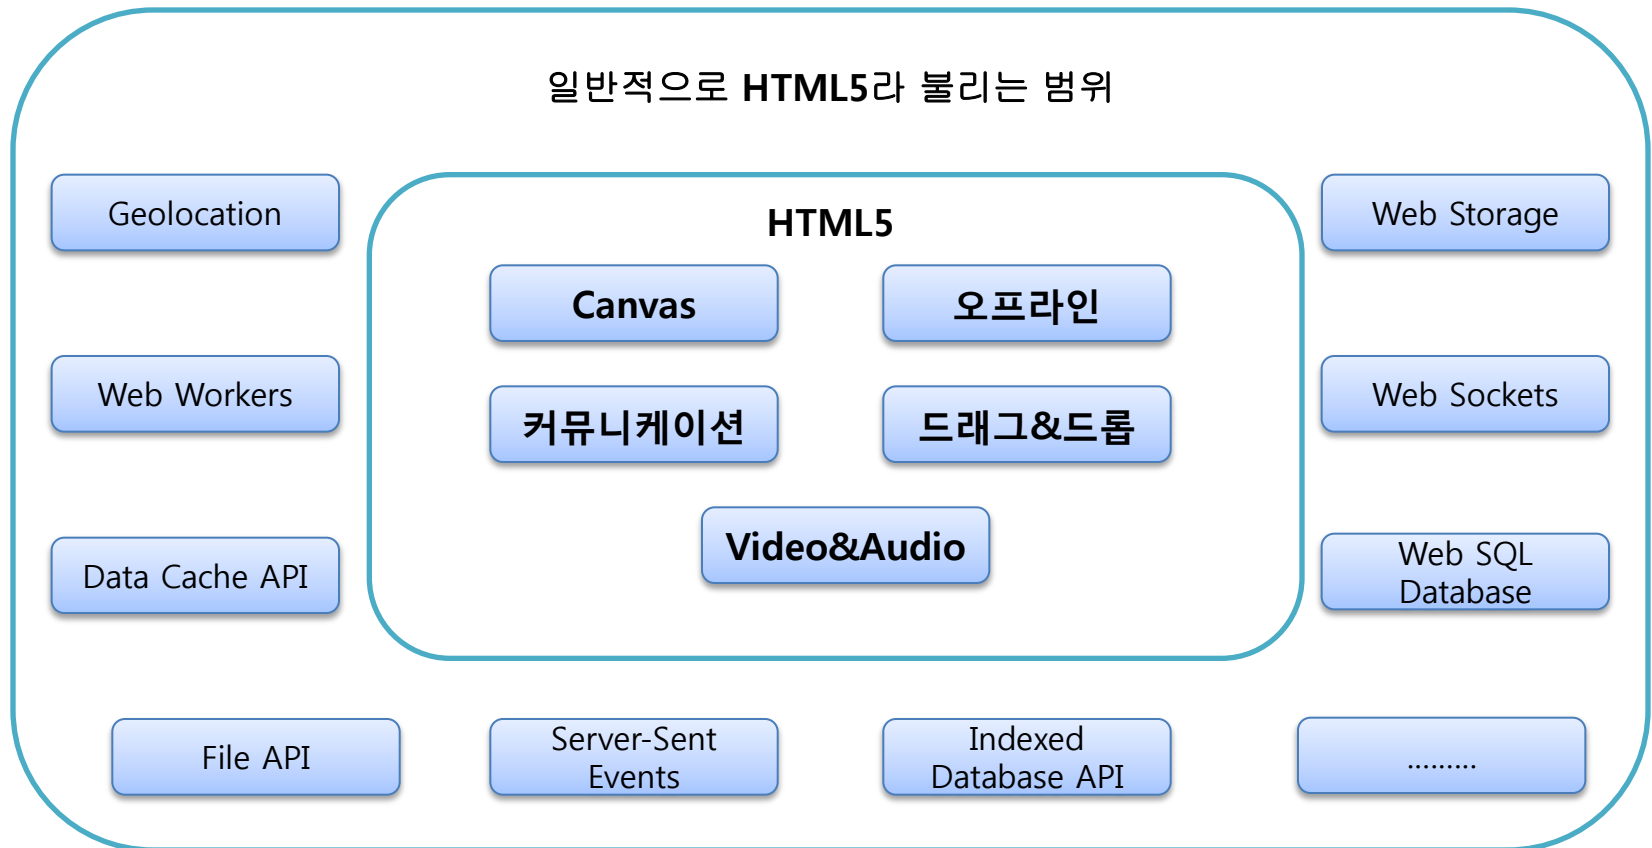 일반적으로 HTML5라 불리는 범위
Geolocation
HTML5
Web Storage
Canvas
오프라인
Web Workers
커뮤니케이션
드래그&드롭
Web Sockets
Data Cache API
Video&Audio
Web SQL
Database
File API
Server-Sent
Events
Indexed
Database API
.........